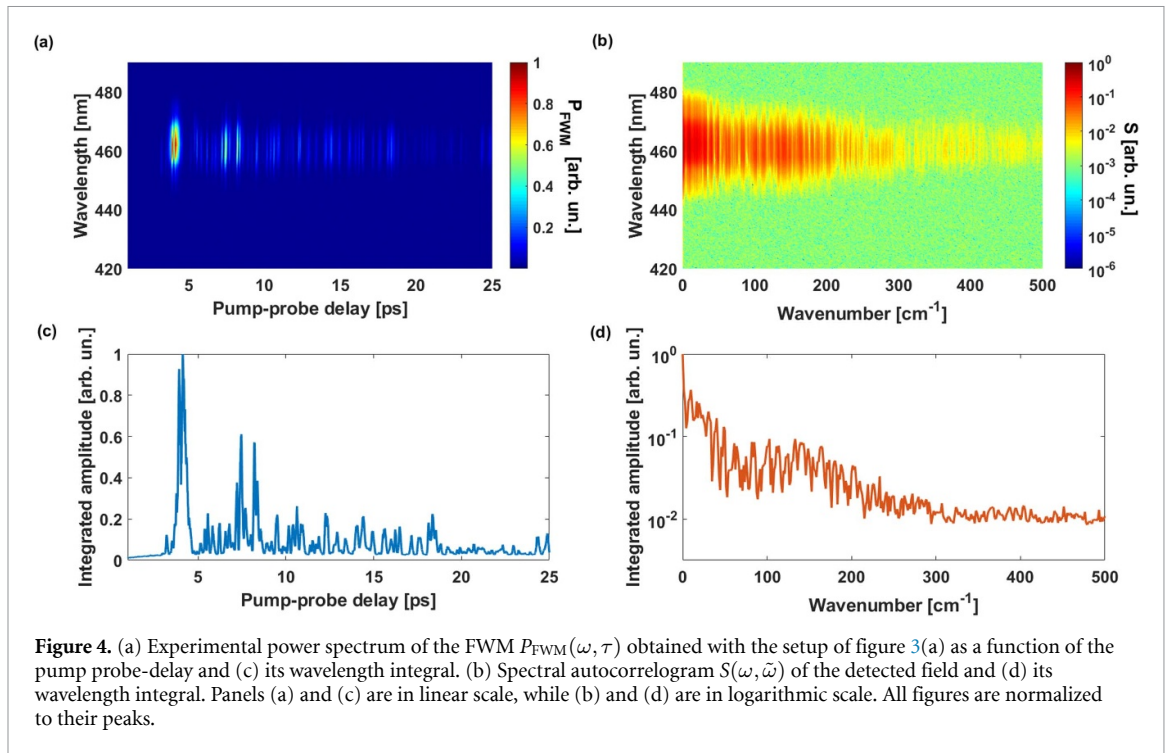 (a)
(b)
480
460
440
420
Wavelength [nm]
5 10 15 20 25
Pump-probe delay [ps]
1
0.8
0.6
0.4
0.2
P_FWM [arb. un.]
480
460
440
420
Wavelength [nm]
0 100 200 300 400 500
Wavenumber [cm⁻¹]
10⁰
10⁻¹
10⁻²
10⁻³
10⁻⁴
10⁻⁵
10⁻⁶
S [arb. un.]
(c)
(d)
1
0.8
0.6
0.4
0.2
0
Integrated amplitude [arb. un.]
5 10 15 20 25
Pump-probe delay [ps]
10⁰
10⁻¹
10⁻²
Integrated amplitude [arb. un.]
0 100 200 300 400 500
Wavenumber [cm⁻¹]
Figure 4. (a) Experimental power spectrum of the FWM P_FWM(ω, τ) obtained with the setup of figure 3(a) as a function of the
pump probe-delay and (c) its wavelength integral. (b) Spectral autocorrelogram S(ω, ω̃) of the detected field and (d) its
wavelength integral. Panels (a) and (c) are in linear scale, while (b) and (d) are in logarithmic scale. All figures are normalized
to their peaks.